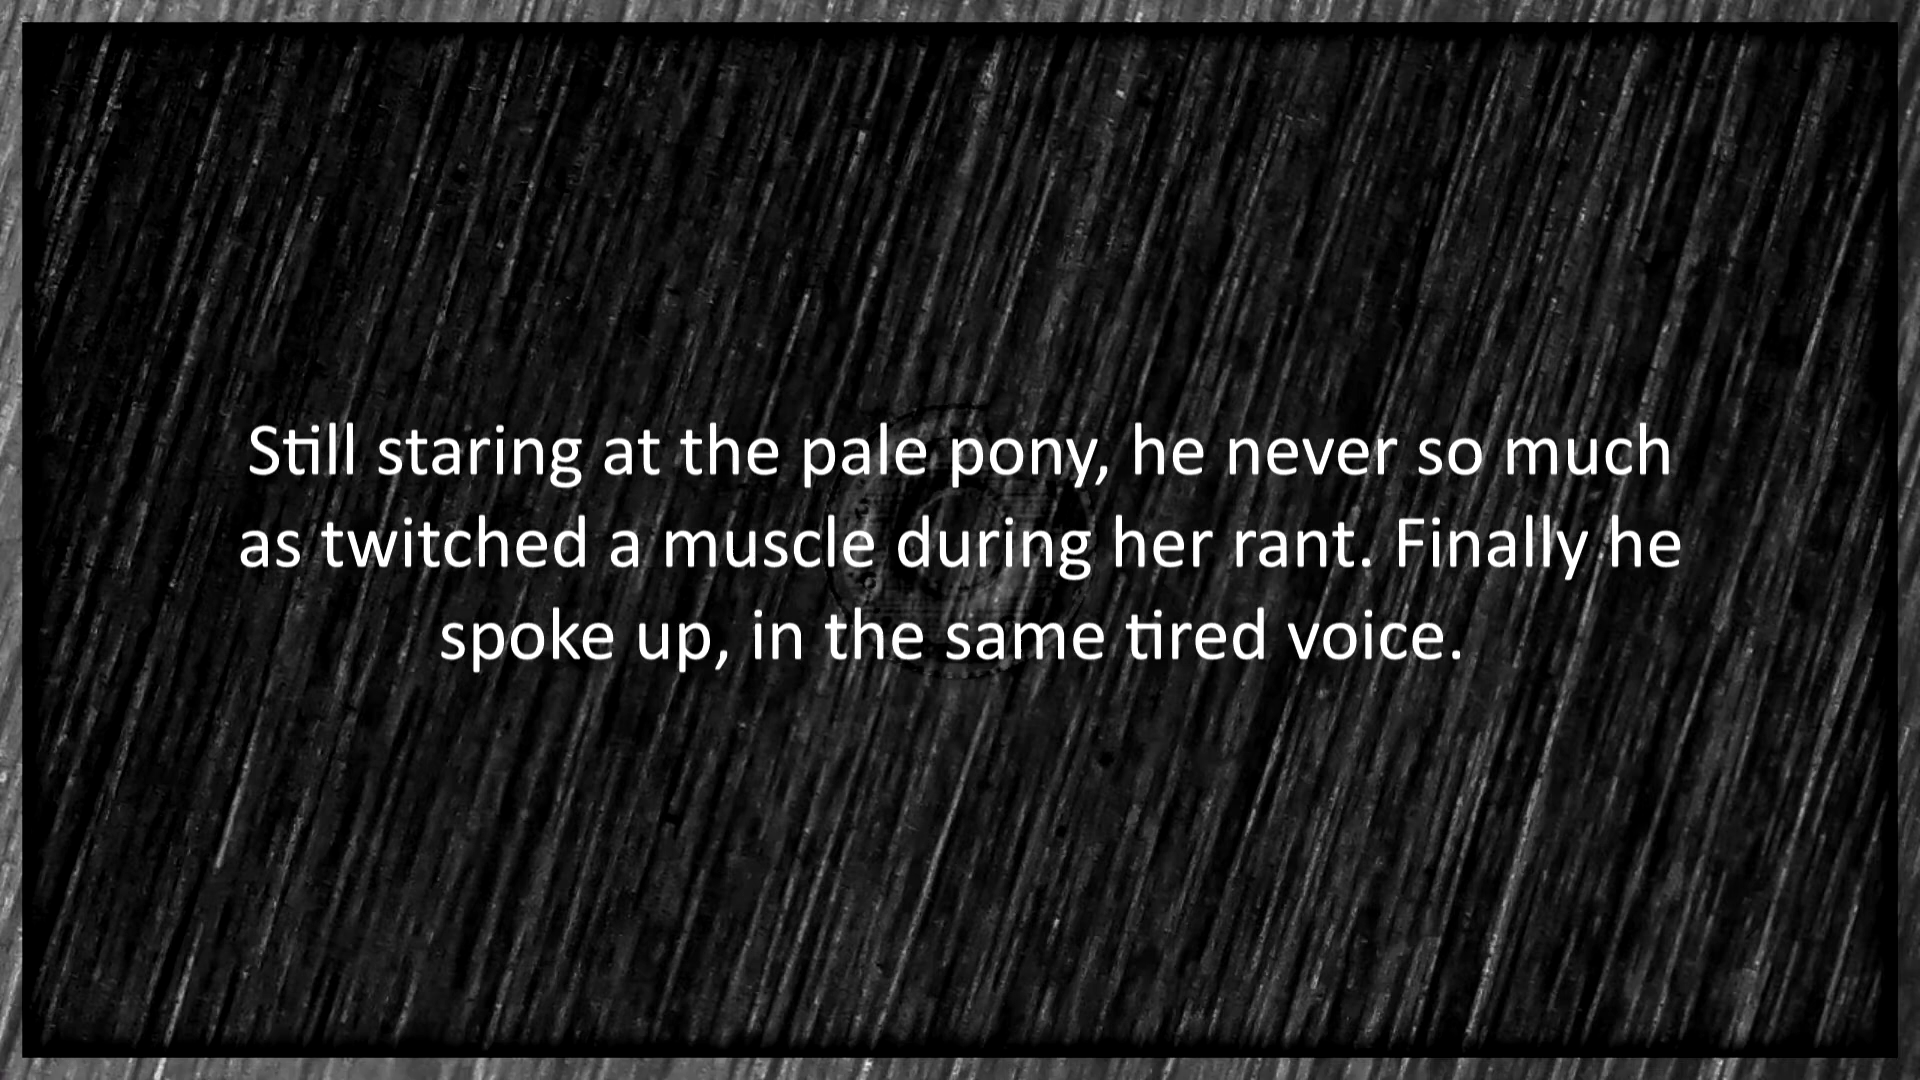 Still staring at the pale pony, he never so much
as twitched a muscle during her rant. Finally he
spoke up, in the same tired voice.